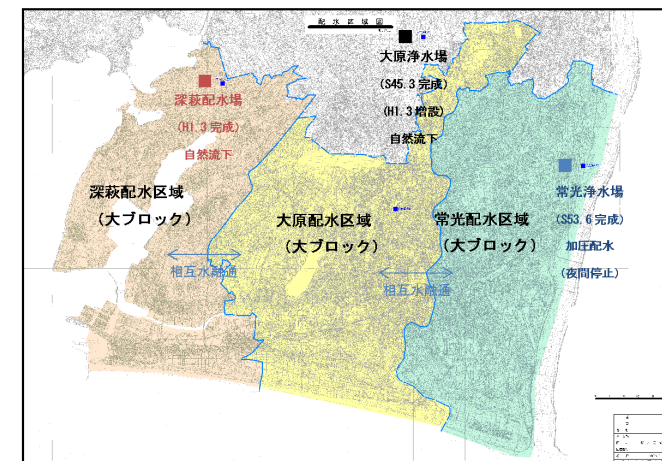 配水区域図
大原浄水場
(S45.3完成)
(H1.3増設)
自然流下
深萩配水場
(H1.3完成)
自然流下
常光浄水場
(S53.6完成)
加圧配水
(夜間停止)
深萩配水区域
(大ブロック)
大原配水区域
(大ブロック)
常光配水区域
(大ブロック)
相互水融通
相互水融通